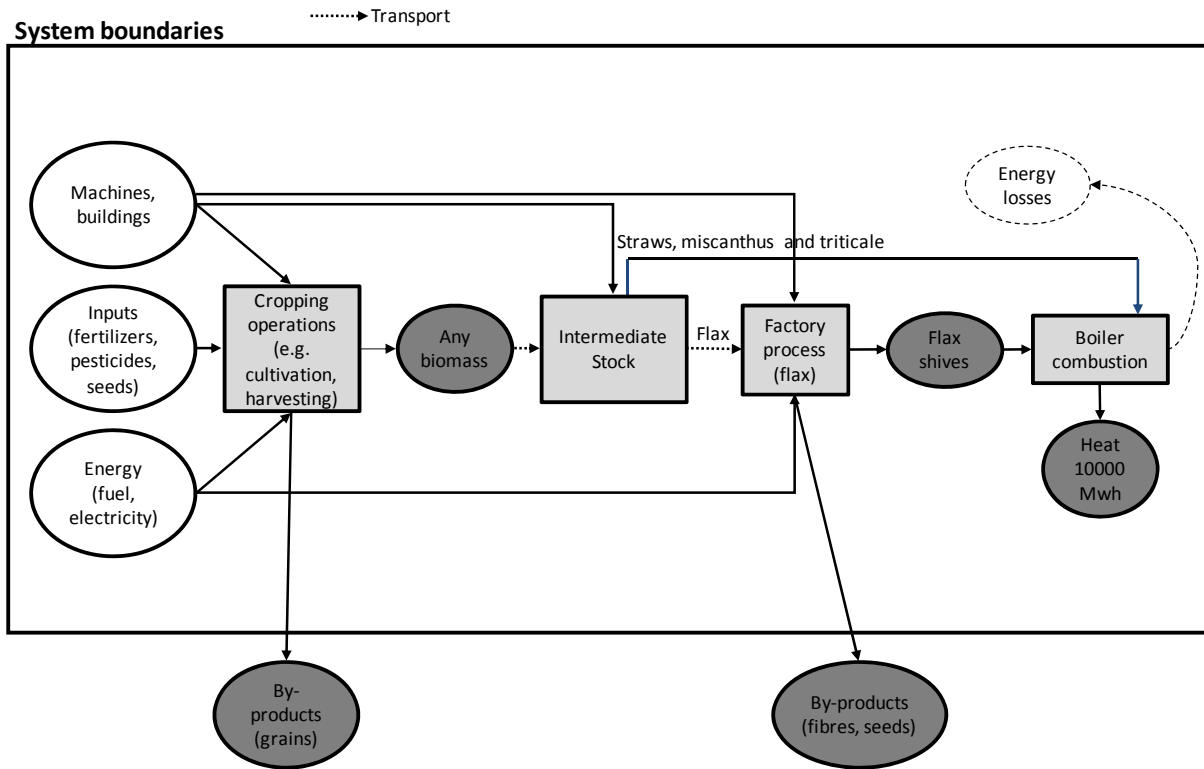 Transport
System boundaries
Machines,
buildings
Energy
losses
Straws, miscanthus and triticale
Inputs
(fertilizers,
pesticides,
seeds)
Cropping
operations
(e.g.
cultivation,
harvesting)
Any
biomass
Intermediate
Stock
Flax
Factory
process
(flax)
Flax
shives
Boiler
combustion
Energy
(fuel,
electricity)
Heat
10000
Mwh
By-
products
(grains)
By-products
(fibres, seeds)